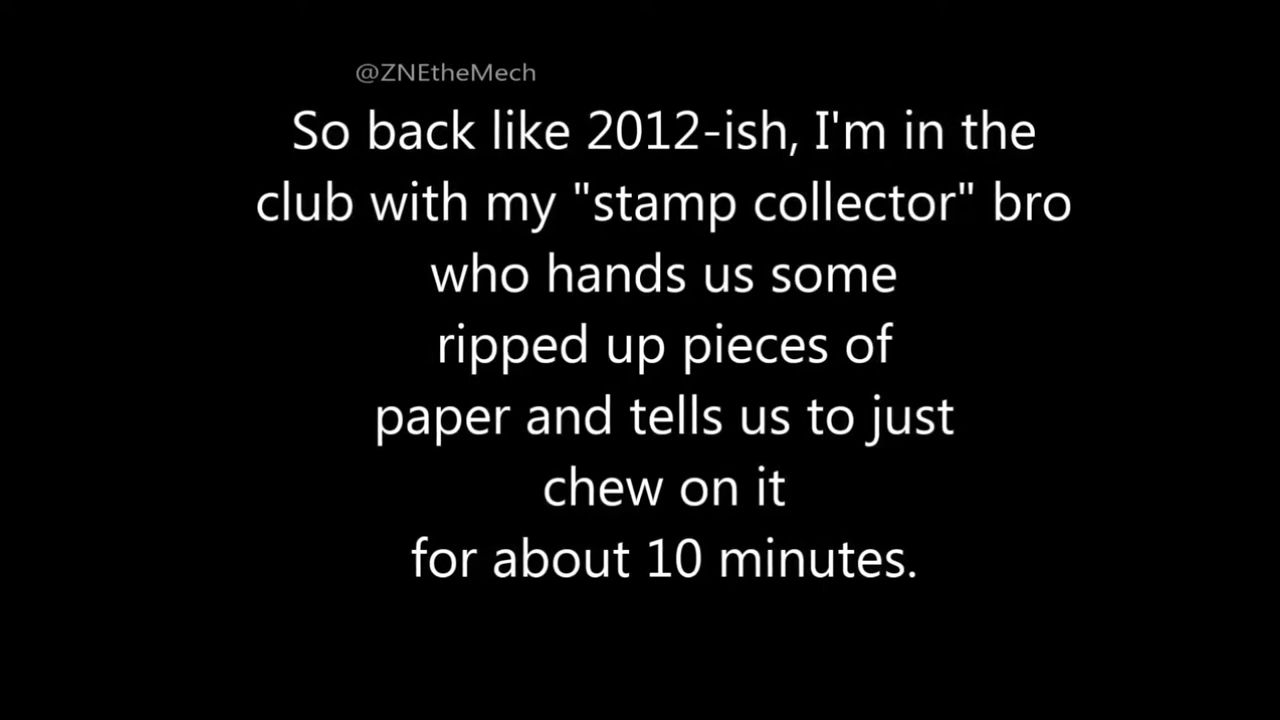 @ZNEtheMech
So back like 2012-ish, I'm in the
club with my "stamp collector" bro
who hands us some
ripped up pieces of
paper and tells us to just
chew on it
for about 10 minutes.